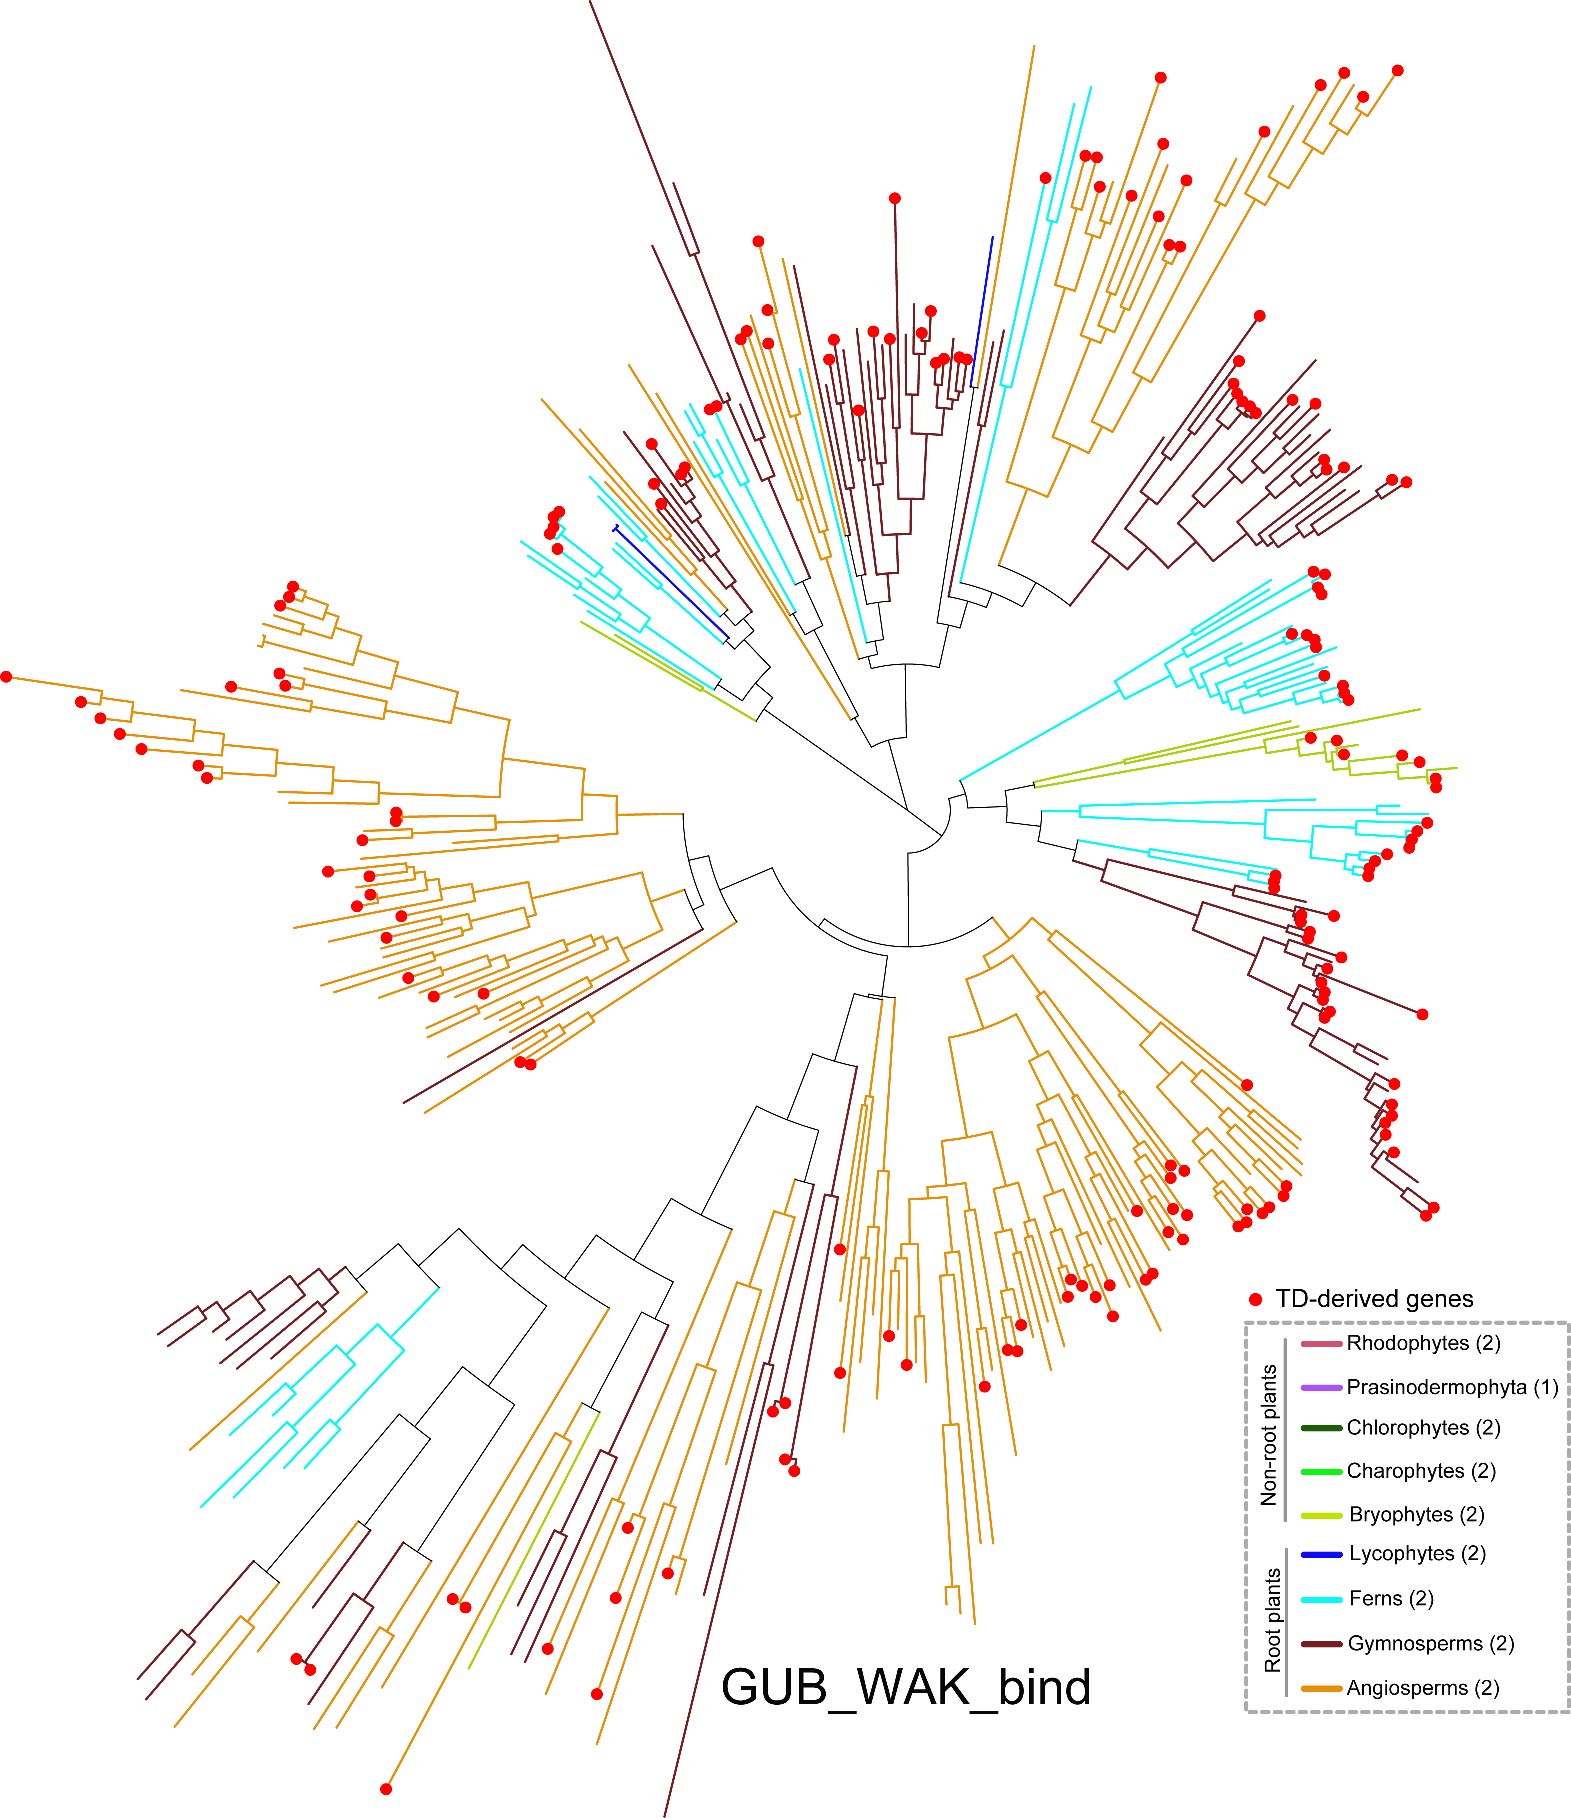 TD-derived genes
Non-root plants
Rhodophytes (2)
Prasinodermophyta (1)
Chlorophytes (2)
Charophytes (2)
Bryophytes (2)
Root plants
Lycophytes (2)
Ferns (2)
Gymnosperms (2)
Angiosperms (2)
GUB_WAK_bind